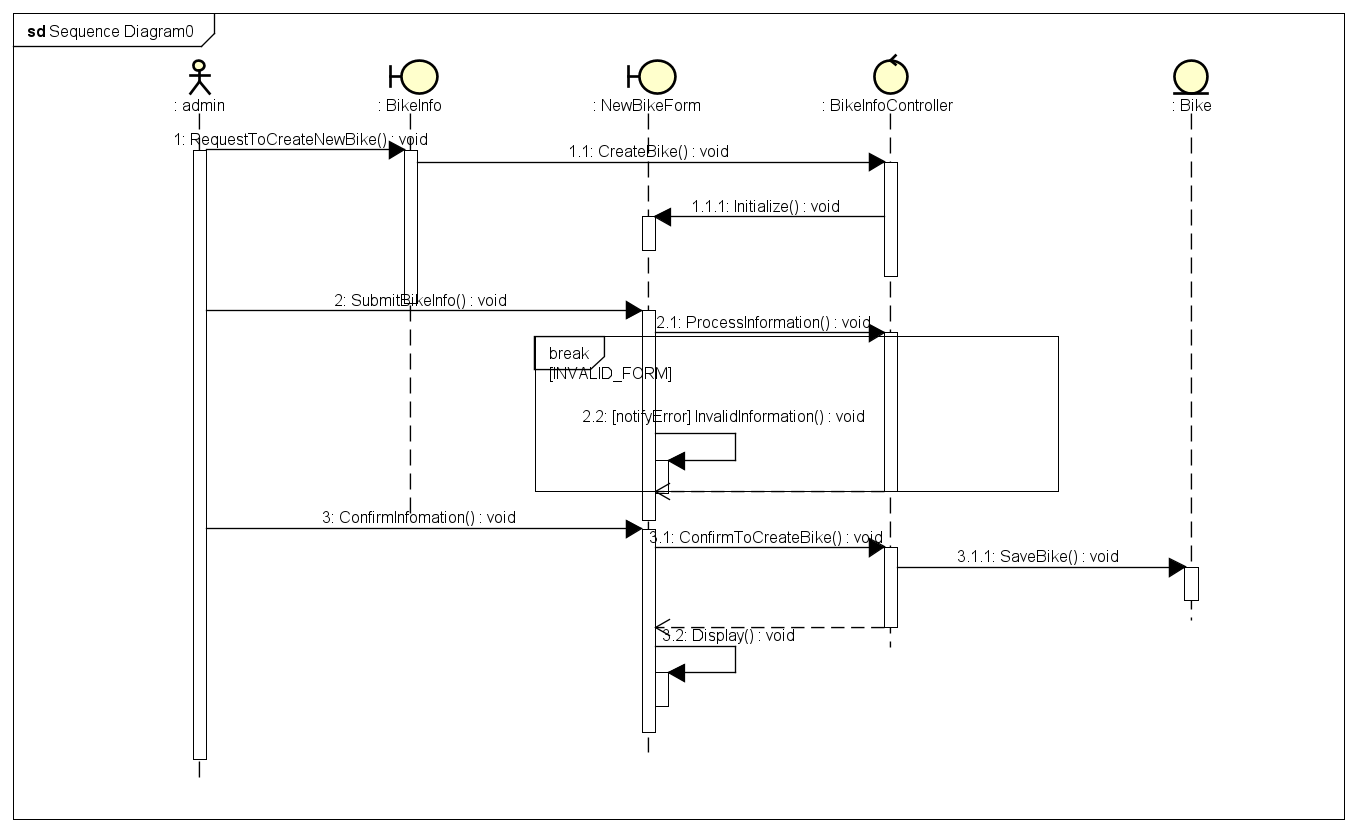 sd Sequence Diagram0
: admin
: BikeInfo
: NewBikeForm
: BikeInfoController
: Bike
1: RequestToCreateNewBike() : void
1.1: CreateBike() : void
1.1.1: Initialize() : void
2: SubmitBikeInfo() : void
2.1: ProcessInformation() : void
break
[INVALID_FORM]
2.2: [notifyError] InvalidInformation() : void
3: ConfirmInfomation() : void
3.1: ConfirmToCreateBike() : void
3.1.1: SaveBike() : void
3.2: Display() : void